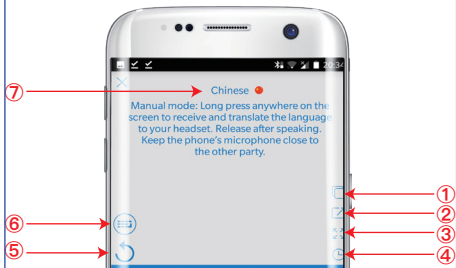 20:34
⑦
Chinese
Manual mode: Long press anywhere on the
screen to receive and translate the language
to your headset. Release after speaking.
Keep the phone's microphone close to
the other party.
①
②
③
④
⑥
⑤